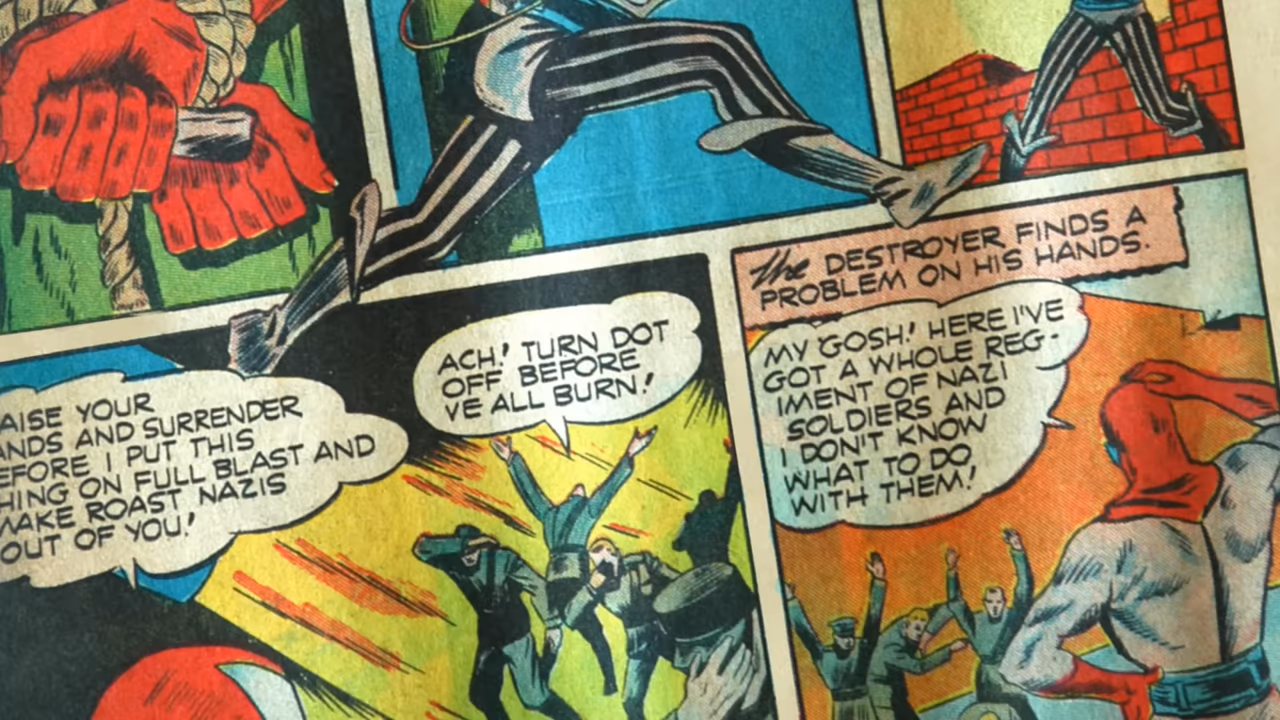 AISE YOUR
ANDS AND SURRENDER
EFORE I PUT THIS
HING ON FULL BLAST AND
MAKE ROAST NAZIS
OUT OF YOU!
ACH! TURN DOT
OFF BEFORE
VE ALL BURN!
The DESTROYER FINDS A
PROBLEM ON HIS HANDS.
MY GOSH! HERE I'VE
GOT A WHOLE REG-
IMENT OF NAZI
SOLDIERS AND
I DON'T KNOW
WHAT TO DO
WITH THEM!